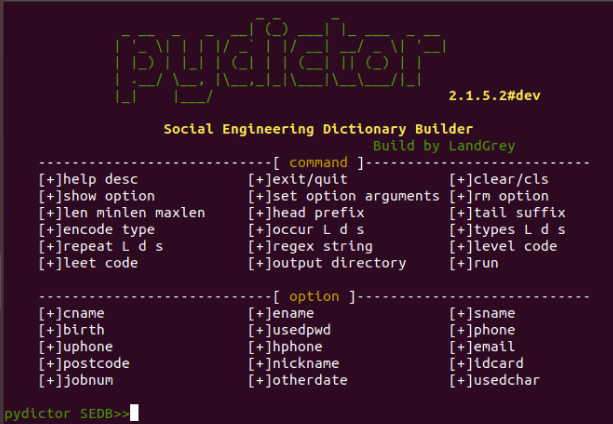 pydictor
2.1.5.2#dev
Social Engineering Dictionary Builder
Build by LandGrey
----------------------------[ command ]---------------------------
[+]help desc [+]exit/quit [+]clear/cls
[+]show option [+]set option arguments [+]rm option
[+]len minlen maxlen [+]head prefix [+]tail suffix
[+]encode type [+]occur L d s [+]types L d s
[+]repeat L d s [+]regex string [+]level code
[+]leet code [+]output directory [+]run
----------------------------[ option ]----------------------------
[+]cname [+]ename [+]sname
[+]birth [+]usedpwd [+]phone
[+]uphone [+]hphone [+]email
[+]postcode [+]nickname [+]idcard
[+]jobnum [+]otherdate [+]usedchar
pydictor SEDB>>